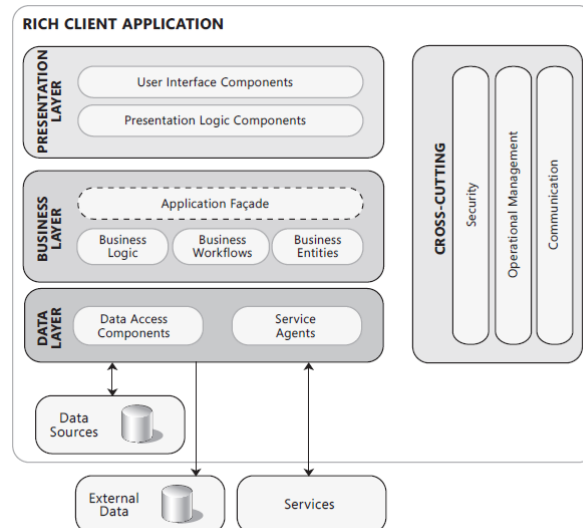 RICH CLIENT APPLICATION
PRESENTATION
LAYER
User Interface Components
Presentation Logic Components
BUSINESS
LAYER
Application Façade
Business
Logic
Business
Workflows
Business
Entities
DATA
LAYER
Data Access
Components
Service
Agents
CROSS-CUTTING
Security
Operational Management
Communication
Data
Sources
External
Data
Services